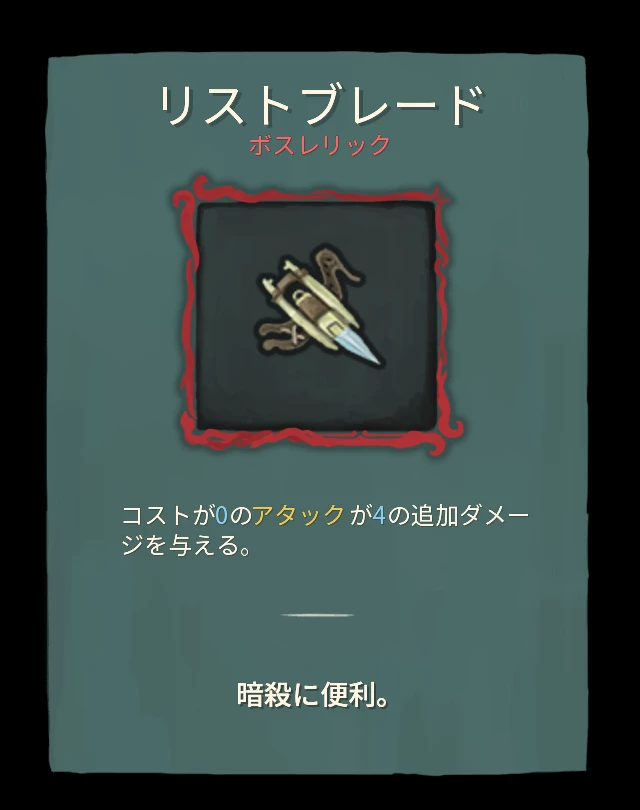 リストブレード
ボスレリック
コストが0のアタック が4の追加ダメー
ジを与える。
暗殺に便利。